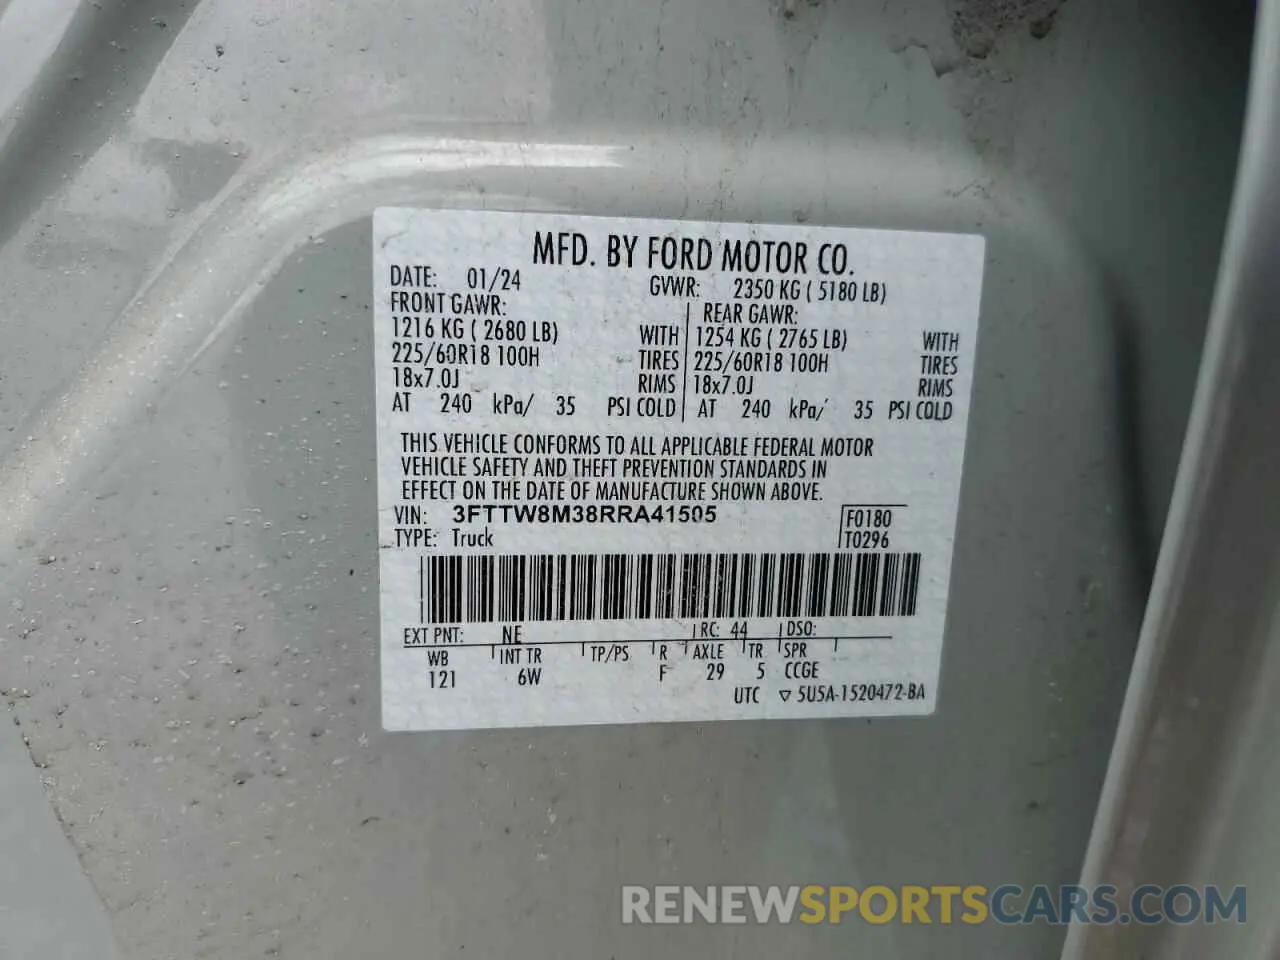 MFD. BY FORD MOTOR CO.
DATE: 01/24 GVWR: 2350 KG ( 5180 LB)
FRONT GAWR: REAR GAWR:
1216 KG ( 2680 LB) WITH 1254 KG ( 2765 LB) WITH
225/60R18 100H TIRES 225/60R18 100H TIRES
18x7.0J RIMS 18x7.0J RIMS
AT 240 kPa/ 35 PSI COLD AT 240 kPa/ 35 PSI COLD
THIS VEHICLE CONFORMS TO ALL APPLICABLE FEDERAL MOTOR
VEHICLE SAFETY AND THEFT PREVENTION STANDARDS IN
EFFECT ON THE DATE OF MANUFACTURE SHOWN ABOVE.
VIN: 3FTTW8M38RRA41505 F0180
TYPE: Truck T0296
EXT PNT: NE RC: 44 DSO:
WB INT TR TP/PS R AXLE TR SPR
121 6W F 29 5 CCGE
UTC ▽ 5U5A-1520472-BA
RENEWSPORTSCARS.COM